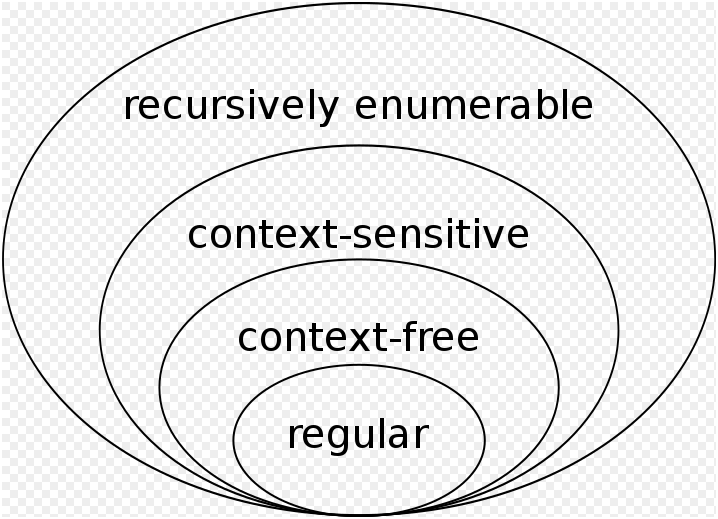 recursively enumerable
context-sensitive
context-free
regular